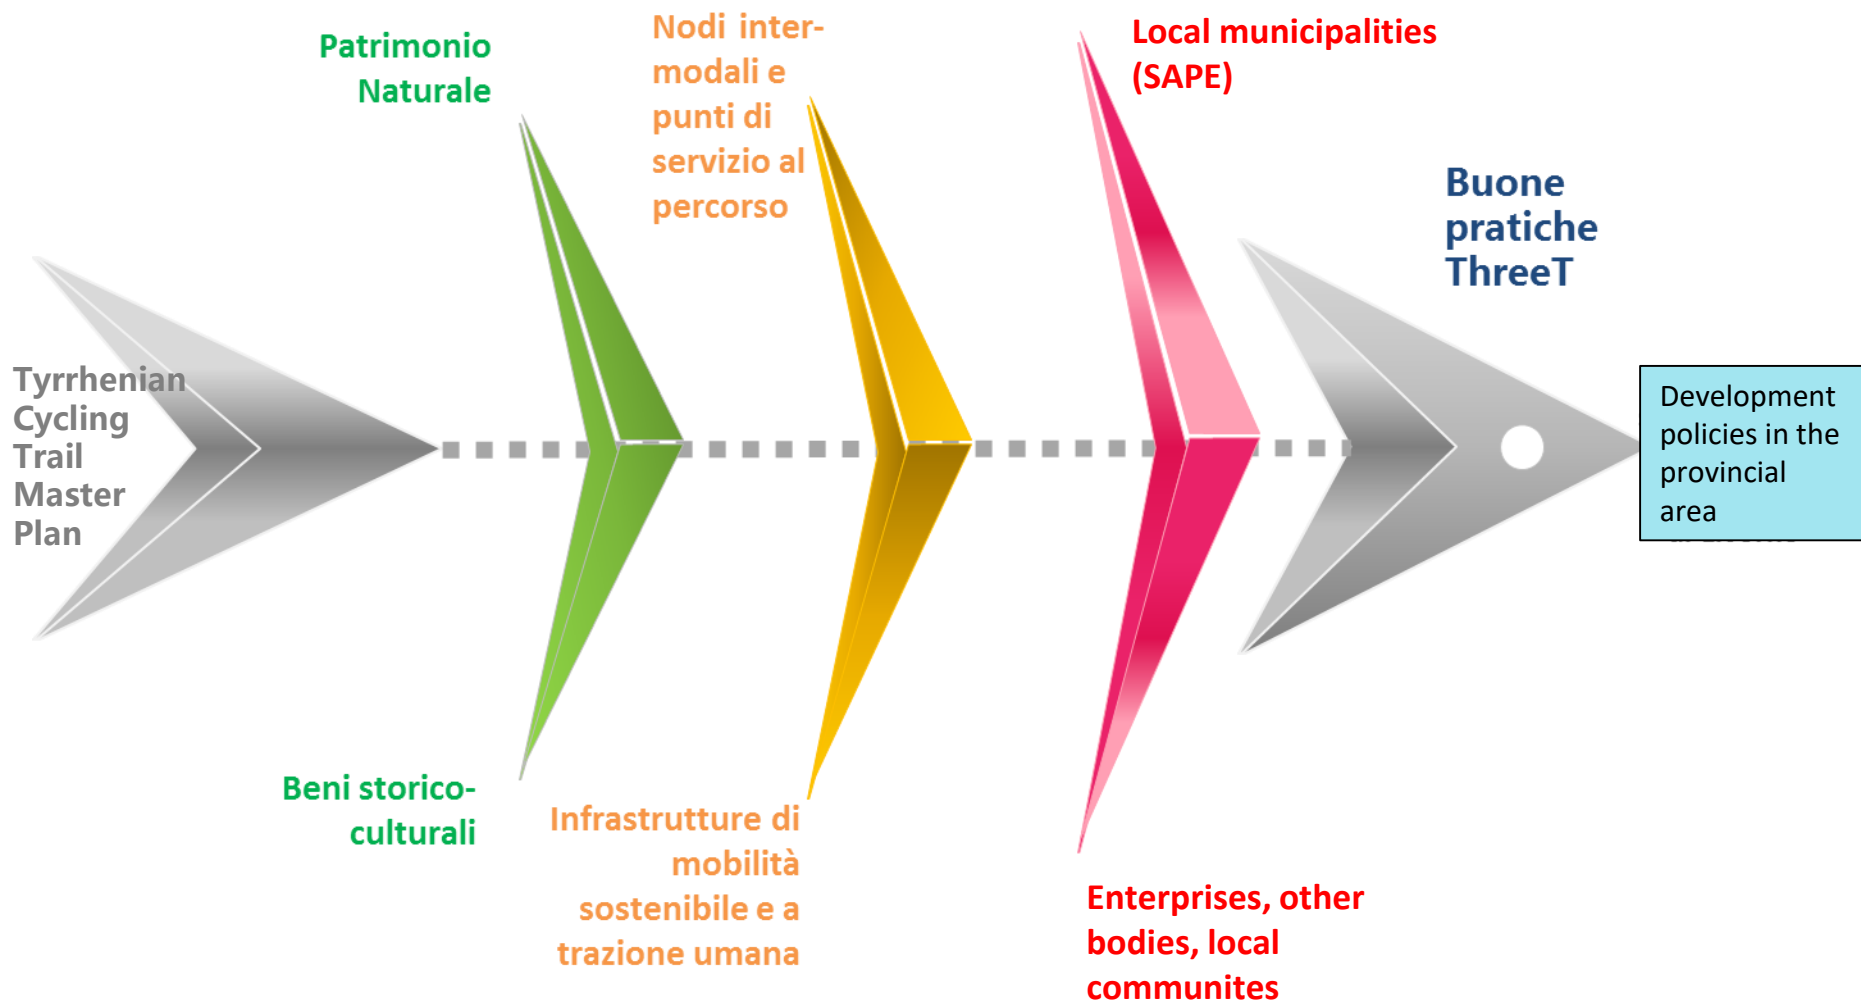 Patrimonio
Naturale
Nodi inter-
modali e
punti di
servizio al
percorso
Local municipalities
(SAPE)
Buone
pratiche
ThreeT
Tyrrhenian
Cycling
Trail
Master
Plan
Development
policies in the
provincial
area
Beni storico-
culturali
Infrastrutture di
mobilità
sostenibile e a
trazione umana
Enterprises, other
bodies, local
communites